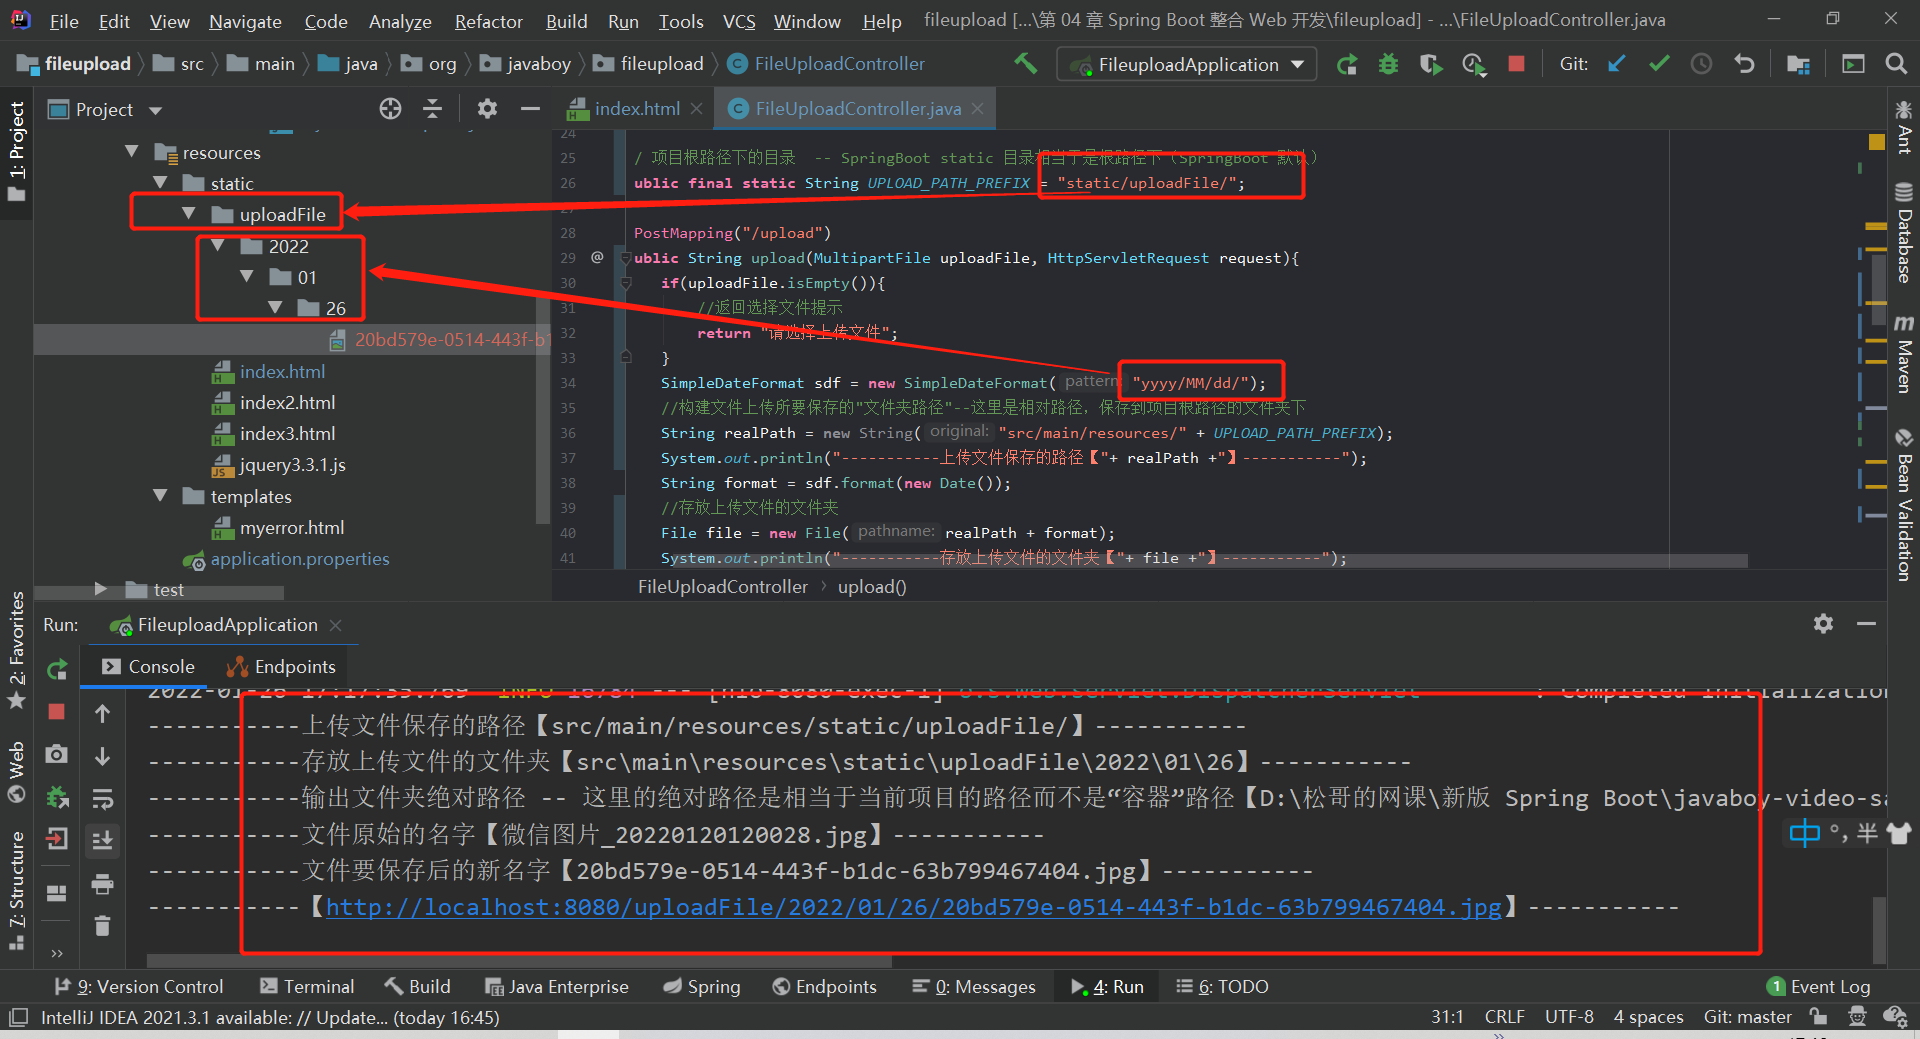 File Edit View Navigate Code Analyze Refactor Build Run Tools VCS Window Help fileupload [...\第 04 章 Spring Boot 整合 Web 开发\fileupload] - ...\FileUploadController.java
fileupload src main java org javaboy fileupload FileUploadController FileuploadApplication Git:
Project
index.html FileUploadController.java
resources
static
uploadFile
2022
01
26
20bd579e-0514-443f-b1
index.html
index2.html
index3.html
jquery3.3.1.js
templates
myerror.html
application.properties
test
24
25 / 项目根路径下的目录 -- SpringBoot static 目录相当于是根路径下（SpringBoot 默认）
26 ublic final static String UPLOAD_PATH_PREFIX = "static/uploadFile/";
27
28 PostMapping("/upload")
29 @ ublic String upload(MultipartFile uploadFile, HttpServletRequest request){
30 if(uploadFile.isEmpty()){
31 //返回选择文件提示
32 return "请选择上传文件";
33 }
34 SimpleDateFormat sdf = new SimpleDateFormat( pattern: "yyyy/MM/dd/");
35 //构建文件上传所要保存的"文件夹路径"--这里是相对路径，保存到项目根路径的文件夹下
36 String realPath = new String( original: "src/main/resources/" + UPLOAD_PATH_PREFIX);
37 System.out.println("-----------上传文件保存的路径【"+ realPath +"】-----------");
38 String format = sdf.format(new Date());
39 //存放上传文件的文件夹
40 File file = new File( pathname: realPath + format);
41 System.out.println("-----------存放上传文件的文件夹【"+ file +"】-----------");
FileUploadController › upload()
1: Project
2: Favorites
Web
7: Structure
Ant
Database
Maven
Bean Validation
Run: FileuploadApplication
Console Endpoints
2022-01-26 17:17:55.769 INFO 16784 --- [nio-8080-exec-1] o.s.web.servlet.DispatcherServlet : Completed initialization
-----------上传文件保存的路径【src/main/resources/static/uploadFile/】-----------
-----------存放上传文件的文件夹【src\main\resources\static\uploadFile\2022\01\26】-----------
-----------输出文件夹绝对路径 -- 这里的绝对路径是相当于当前项目的路径而不是“容器”路径【D:\松哥的网课\新版 Spring Boot\javaboy-video-sa
-----------文件原始的名字【微信图片_20220120120028.jpg】-----------
-----------文件要保存后的新名字【20bd579e-0514-443f-b1dc-63b799467404.jpg】-----------
-----------【http://localhost:8080/uploadFile/2022/01/26/20bd579e-0514-443f-b1dc-63b799467404.jpg】-----------
中 °, 半
9: Version Control Terminal Build Java Enterprise Spring Endpoints 0: Messages 4: Run 6: TODO 1 Event Log
IntelliJ IDEA 2021.3.1 available: // Update... (today 16:45) 31:1 CRLF UTF-8 4 spaces Git: master